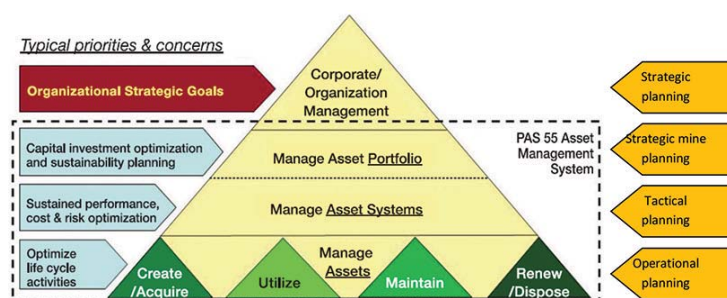 Typical priorities & concerns
Organizational Strategic Goals
Corporate/
Organization
Management
Strategic
planning
Capital investment optimization
and sustainability planning
Manage Asset Portfolio
PAS 55 Asset
Management
System
Strategic mine
planning
Sustained performance,
cost & risk optimization
Manage Asset Systems
Tactical
planning
Optimize
life cycle
activities
Manage
Assets
Create
/Acquire
Utilize
Maintain
Renew
/Dispose
Operational
planning